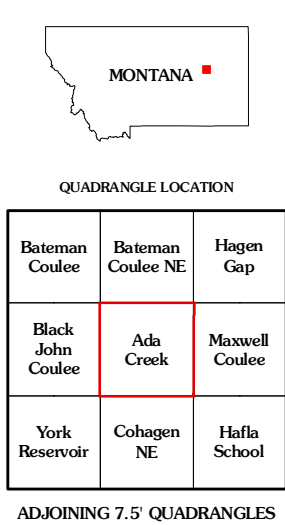 MONTANA
QUADRANGLE LOCATION
Bateman
Coulee
Bateman
Coulee NE
Hagen
Gap
Black
John
Coulee
Ada
Creek
Maxwell
Coulee
York
Reservoir
Cohagen
NE
Hafla
School
ADJOINING 7.5' QUADRANGLES